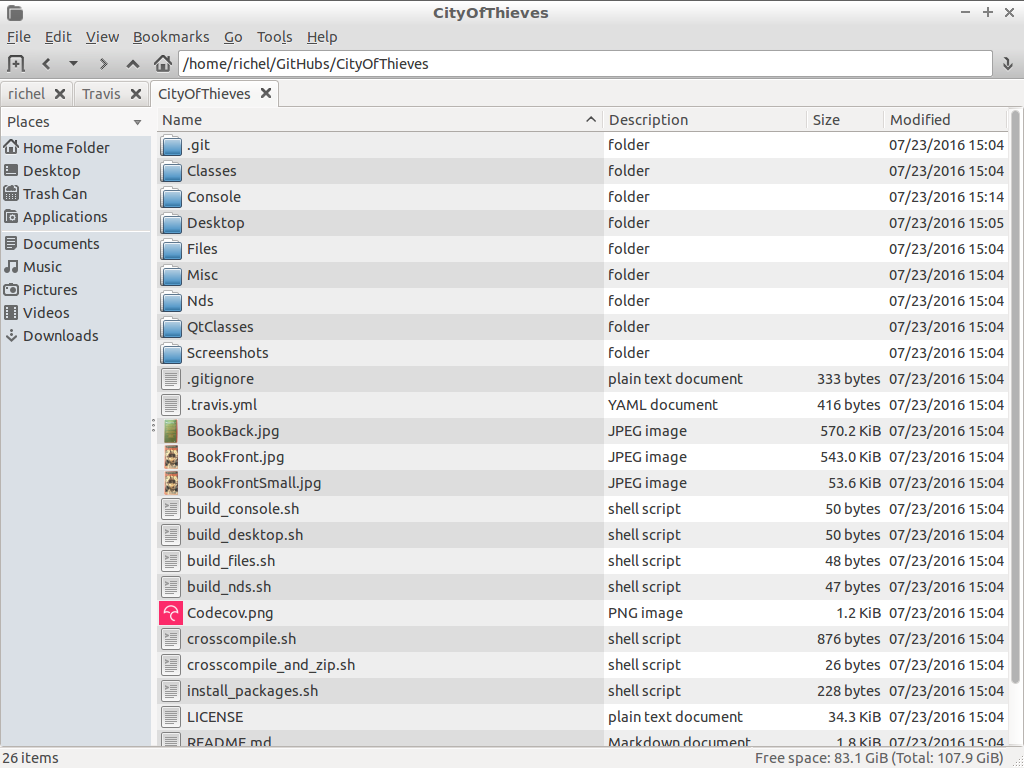 CityOfThieves
File Edit View Bookmarks Go Tools Help
/home/richel/GitHubs/CityOfThieves
richel Travis CityOfThieves
Places
Home Folder
Desktop
Trash Can
Applications
Documents
Music
Pictures
Videos
Downloads
Name Description Size Modified
.git folder 07/23/2016 15:04
Classes folder 07/23/2016 15:04
Console folder 07/23/2016 15:14
Desktop folder 07/23/2016 15:05
Files folder 07/23/2016 15:04
Misc folder 07/23/2016 15:04
Nds folder 07/23/2016 15:04
QtClasses folder 07/23/2016 15:04
Screenshots folder 07/23/2016 15:04
.gitignore plain text document 333 bytes 07/23/2016 15:04
.travis.yml YAML document 416 bytes 07/23/2016 15:04
BookBack.jpg JPEG image 570.2 KiB 07/23/2016 15:04
BookFront.jpg JPEG image 543.0 KiB 07/23/2016 15:04
BookFrontSmall.jpg JPEG image 53.6 KiB 07/23/2016 15:04
build_console.sh shell script 50 bytes 07/23/2016 15:04
build_desktop.sh shell script 50 bytes 07/23/2016 15:04
build_files.sh shell script 48 bytes 07/23/2016 15:04
build_nds.sh shell script 47 bytes 07/23/2016 15:04
Codecov.png PNG image 1.2 KiB 07/23/2016 15:04
crosscompile.sh shell script 876 bytes 07/23/2016 15:04
crosscompile_and_zip.sh shell script 26 bytes 07/23/2016 15:04
install_packages.sh shell script 228 bytes 07/23/2016 15:04
LICENSE plain text document 34.3 KiB 07/23/2016 15:04
README.md Markdown document 1.8 KiB 07/23/2016 15:04
26 items Free space: 83.1 GiB (Total: 107.9 GiB)